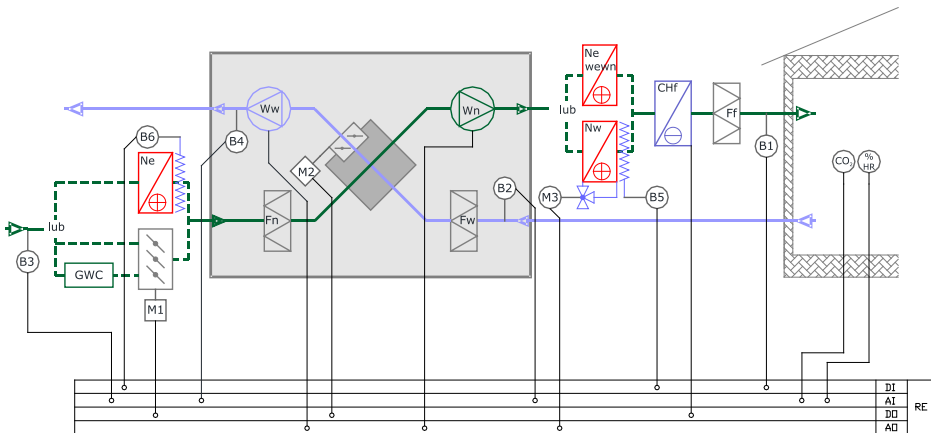 Ne
wewn
CHf
Ww
Wn
Ff
lub
B6
B4
B1
Ne
Nw
M2
CO2
%
HR
B2
M3
B5
Fn
Fw
lub
B3
GWC
M1
DI
AI
RE
DO
AO